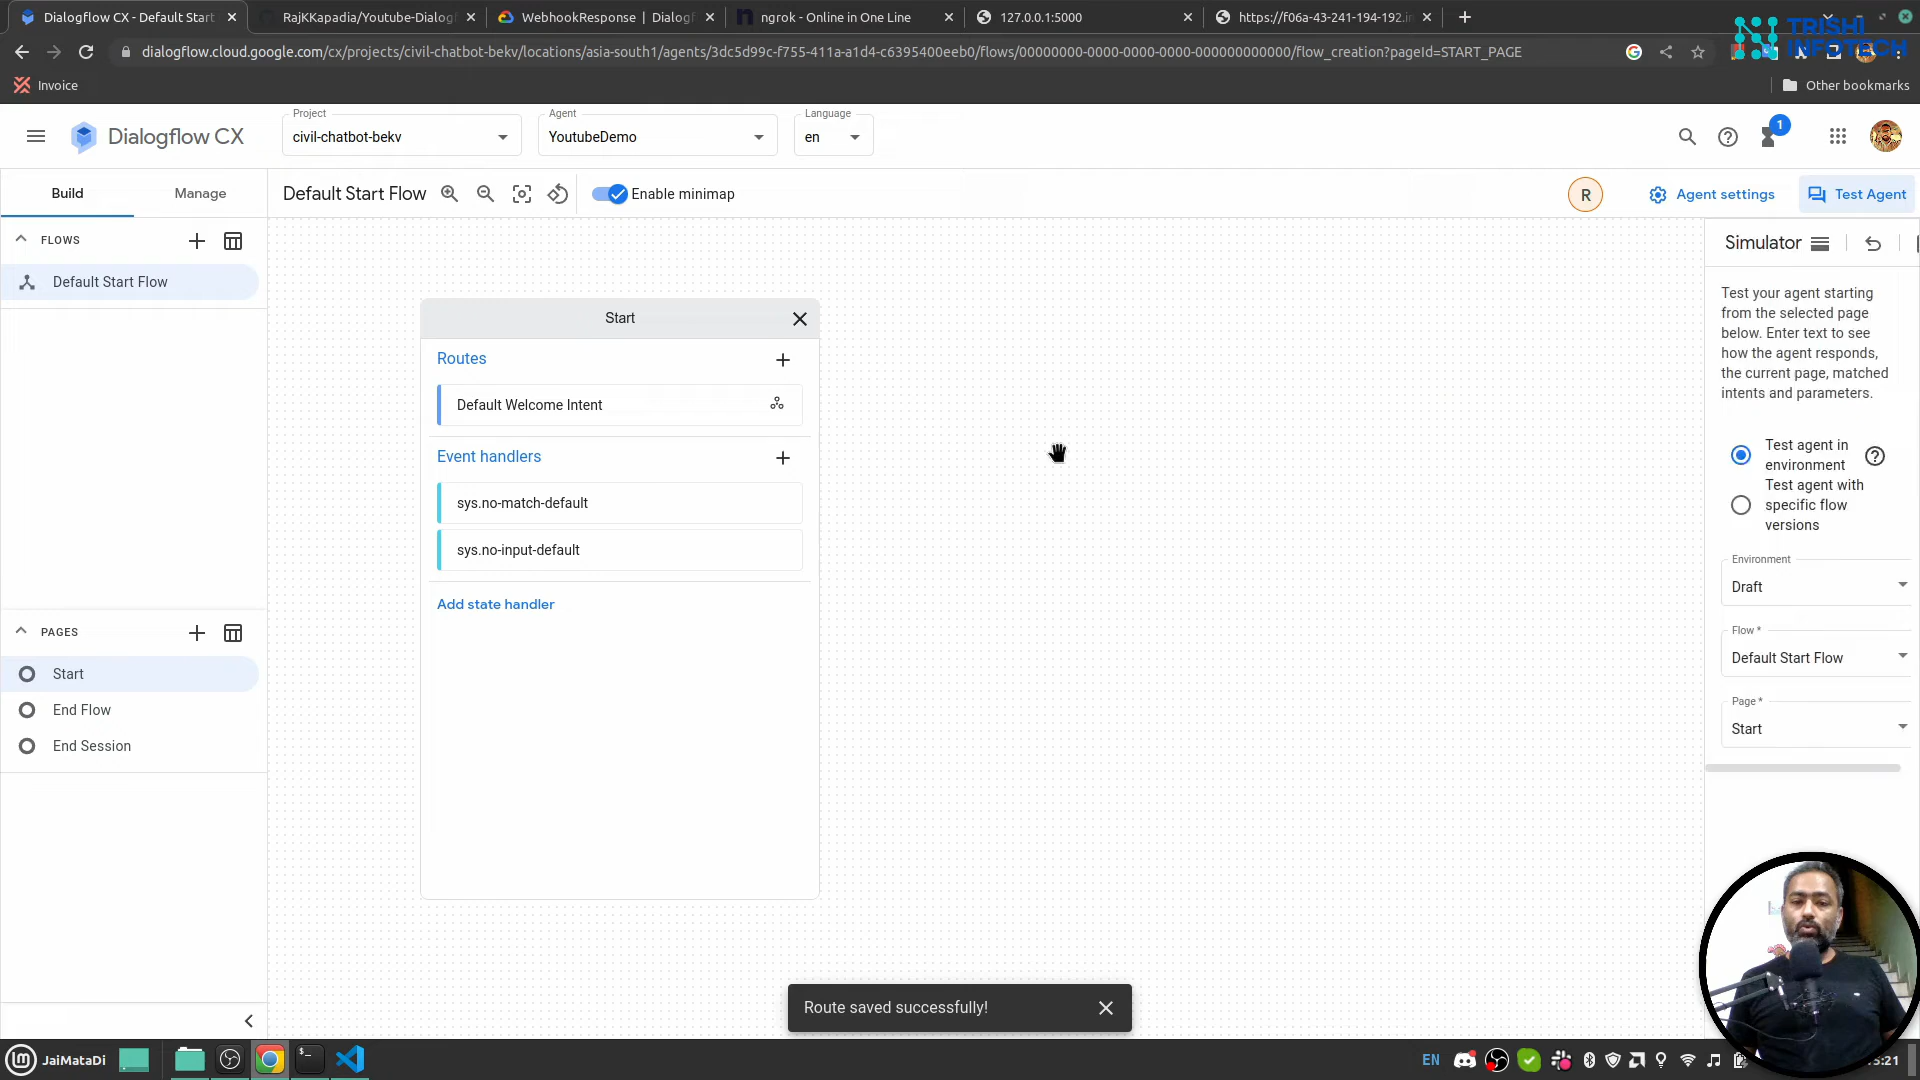 Dialogflow CX - Default Start
RajKKapadia/Youtube-Dialogf
WebhookResponse | Dialogf
ngrok - Online in One Line
127.0.0.1:5000
https://f06a-43-241-194-192.in
dialogflow.cloud.google.com/cx/projects/civil-chatbot-bekv/locations/asia-south1/agents/3dc5d99c-f755-411a-a1d4-c6395400eeb0/flows/00000000-0000-0000-0000-000000000000/flow_creation?pageId=START_PAGE
TRISHI
INFOTECH
Invoice
Other bookmarks
Dialogflow CX
Project
civil-chatbot-bekv
Agent
YoutubeDemo
Language
en
1
Build
Manage
Default Start Flow
Enable minimap
R
Agent settings
Test Agent
FLOWS
Default Start Flow
Start
Routes
Default Welcome Intent
Event handlers
sys.no-match-default
sys.no-input-default
Add state handler
PAGES
Start
End Flow
End Session
Simulator
Test your agent starting
from the selected page
below. Enter text to see
how the agent responds,
the current page, matched
intents and parameters.
Test agent in
environment
Test agent with
specific flow
versions
Environment
Draft
Flow *
Default Start Flow
Page *
Start
Route saved successfully!
JaiMataDi
EN